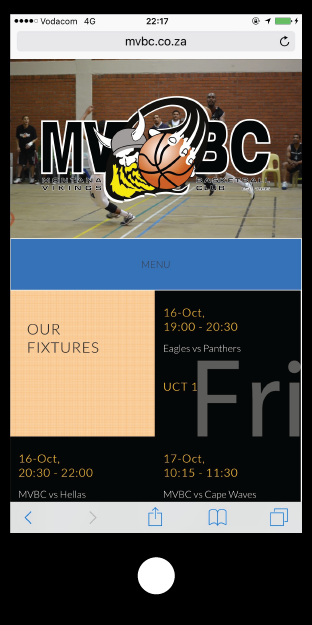 Vodacom 4G 22:17
mvbc.co.za
MVBC
MONTANA BASKETBALL
VIKINGS CLUB
MENU
OUR
FIXTURES
16-Oct,
19:00 - 20:30
Eagles vs Panthers
UCT 1
Fri
16-Oct,
20:30 - 22:00
MVBC vs Hellas
17-Oct,
10:15 - 11:30
MVBC vs Cape Waves